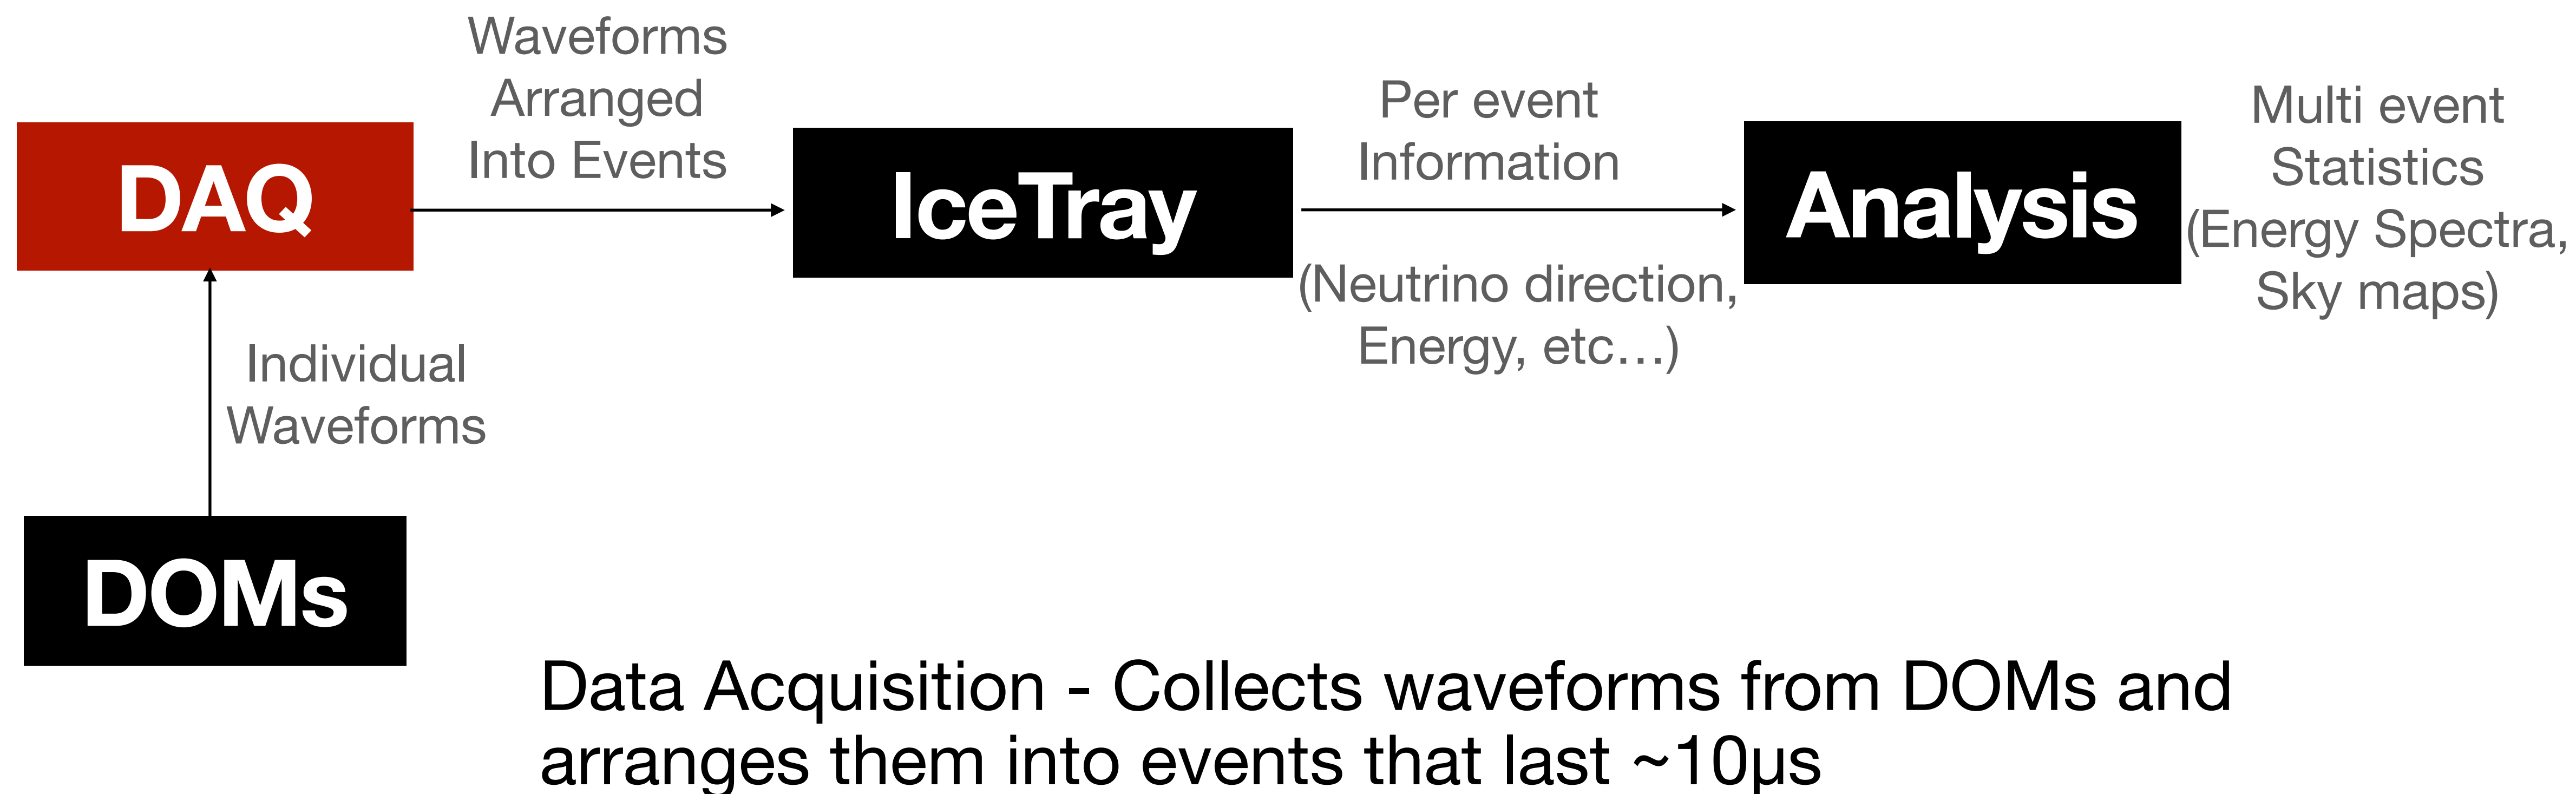 Waveforms
Arranged
Into Events
DAQ
IceTray
Per event
Information
(Neutrino direction,
Energy, etc…)
Analysis
Multi event
Statistics
(Energy Spectra,
Sky maps)
Individual
Waveforms
DOMs
Data Acquisition - Collects waveforms from DOMs and
arranges them into events that last ~10μs